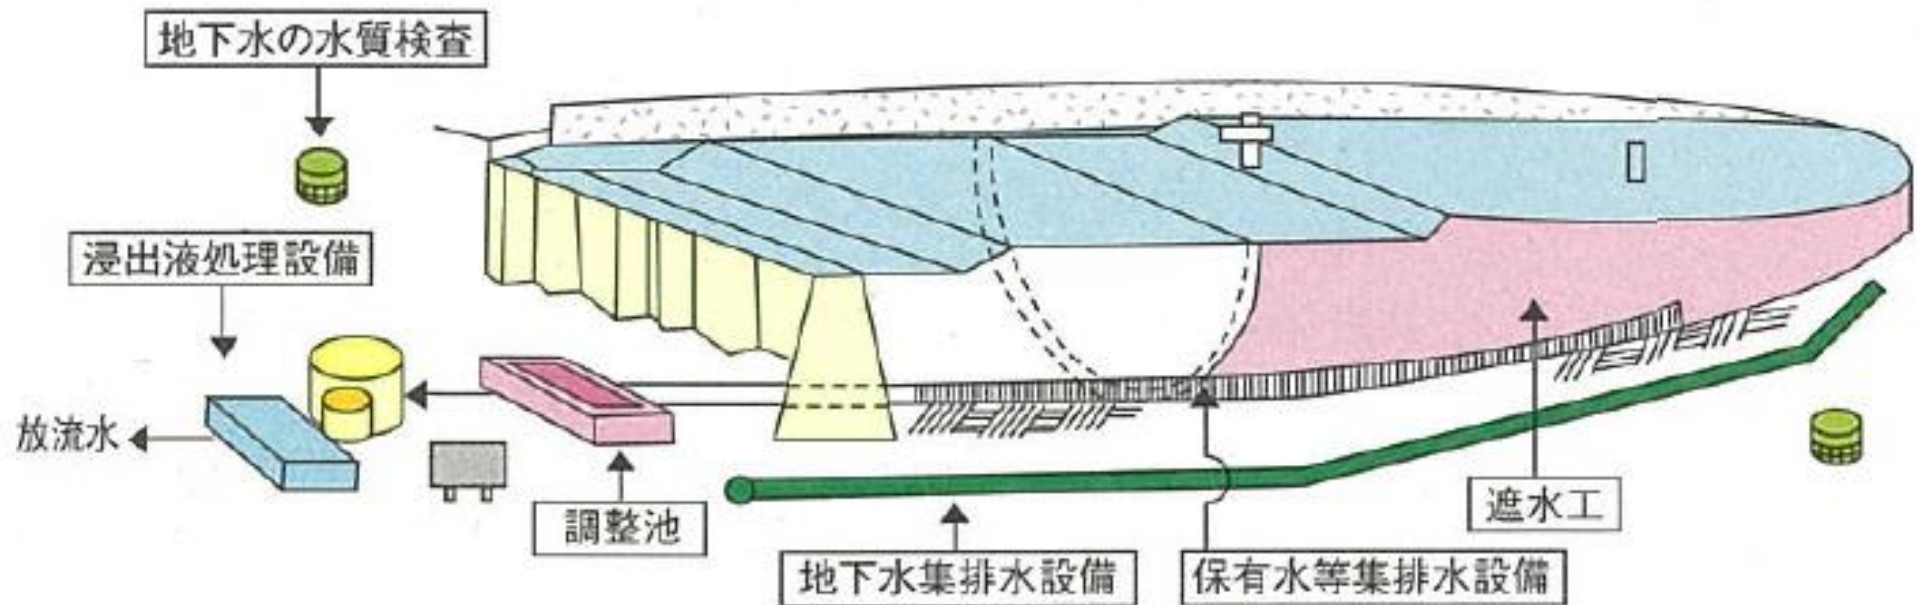 地下水の水質検査
浸出液処理設備
放流水
調整池
地下水集排水設備
保有水等集排水設備
遮水工